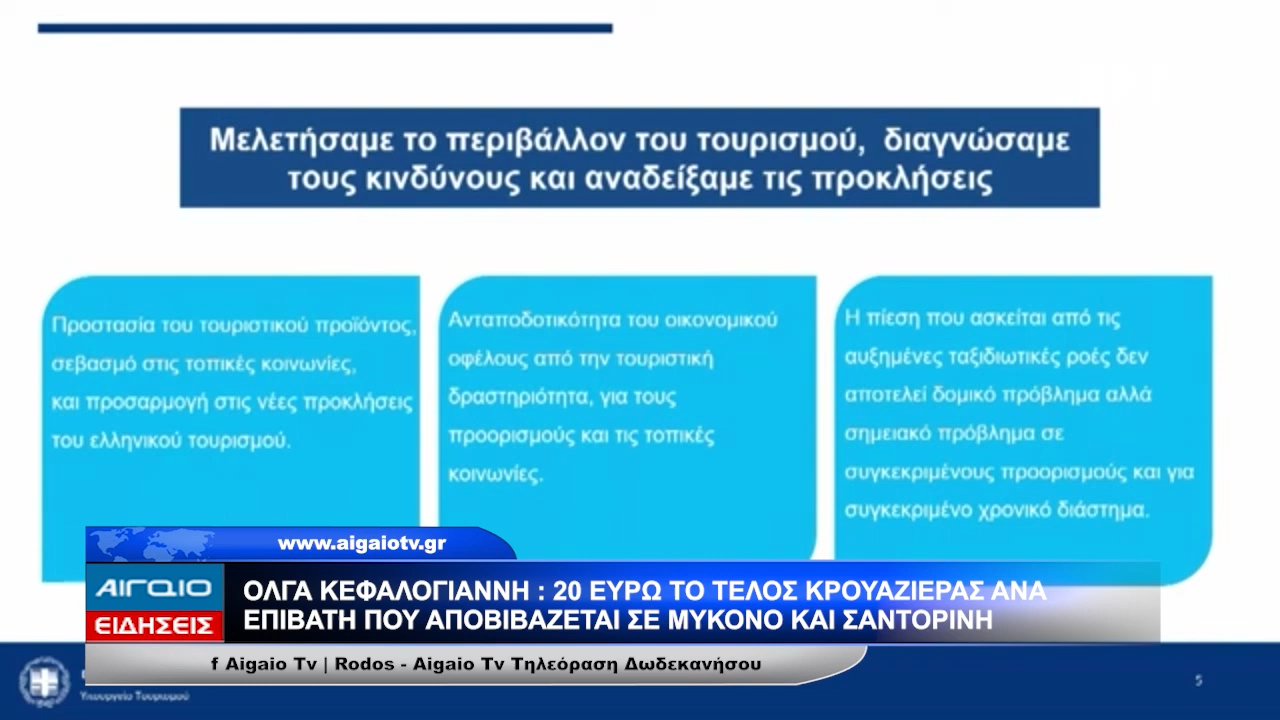 Μελετήσαμε το περιβάλλον του τουρισμού, διαγνώσαμε
τους κινδύνους και αναδείξαμε τις προκλήσεις
Προστασία του τουριστικού προϊόντος,
σεβασμό στις τοπικές κοινωνίες,
και προσαρμογή στις νέες προκλήσεις
του ελληνικού τουρισμού.
Ανταποδοτικότητα του οικονομικού
οφέλους από την τουριστική
δραστηριότητα, για τους
προορισμούς και τις τοπικές
κοινωνίες.
Η πίεση που ασκείται από τις
αυξημένες ταξιδιωτικές ροές δεν
αποτελεί δομικό πρόβλημα αλλά
σημειακό πρόβλημα σε
συγκεκριμένους προορισμούς και για
συγκεκριμένο χρονικό διάστημα.
www.aigaiotv.gr
ΑΙΓΑΙΟ
ΕΙΔΗΣΕΙΣ
ΟΛΓΑ ΚΕΦΑΛΟΓΙΑΝΝΗ : 20 ΕΥΡΩ ΤΟ ΤΕΛΟΣ ΚΡΟΥΑΖΙΕΡΑΣ ΑΝΑ
ΕΠΙΒΑΤΗ ΠΟΥ ΑΠΟΒΙΒΑΖΕΤΑΙ ΣΕ ΜΥΚΟΝΟ ΚΑΙ ΣΑΝΤΟΡΙΝΗ
f Aigaio Tv | Rodos - Aigaio Tv Τηλεόραση Δωδεκανήσου
Υπουργείο Τουρισμού
5